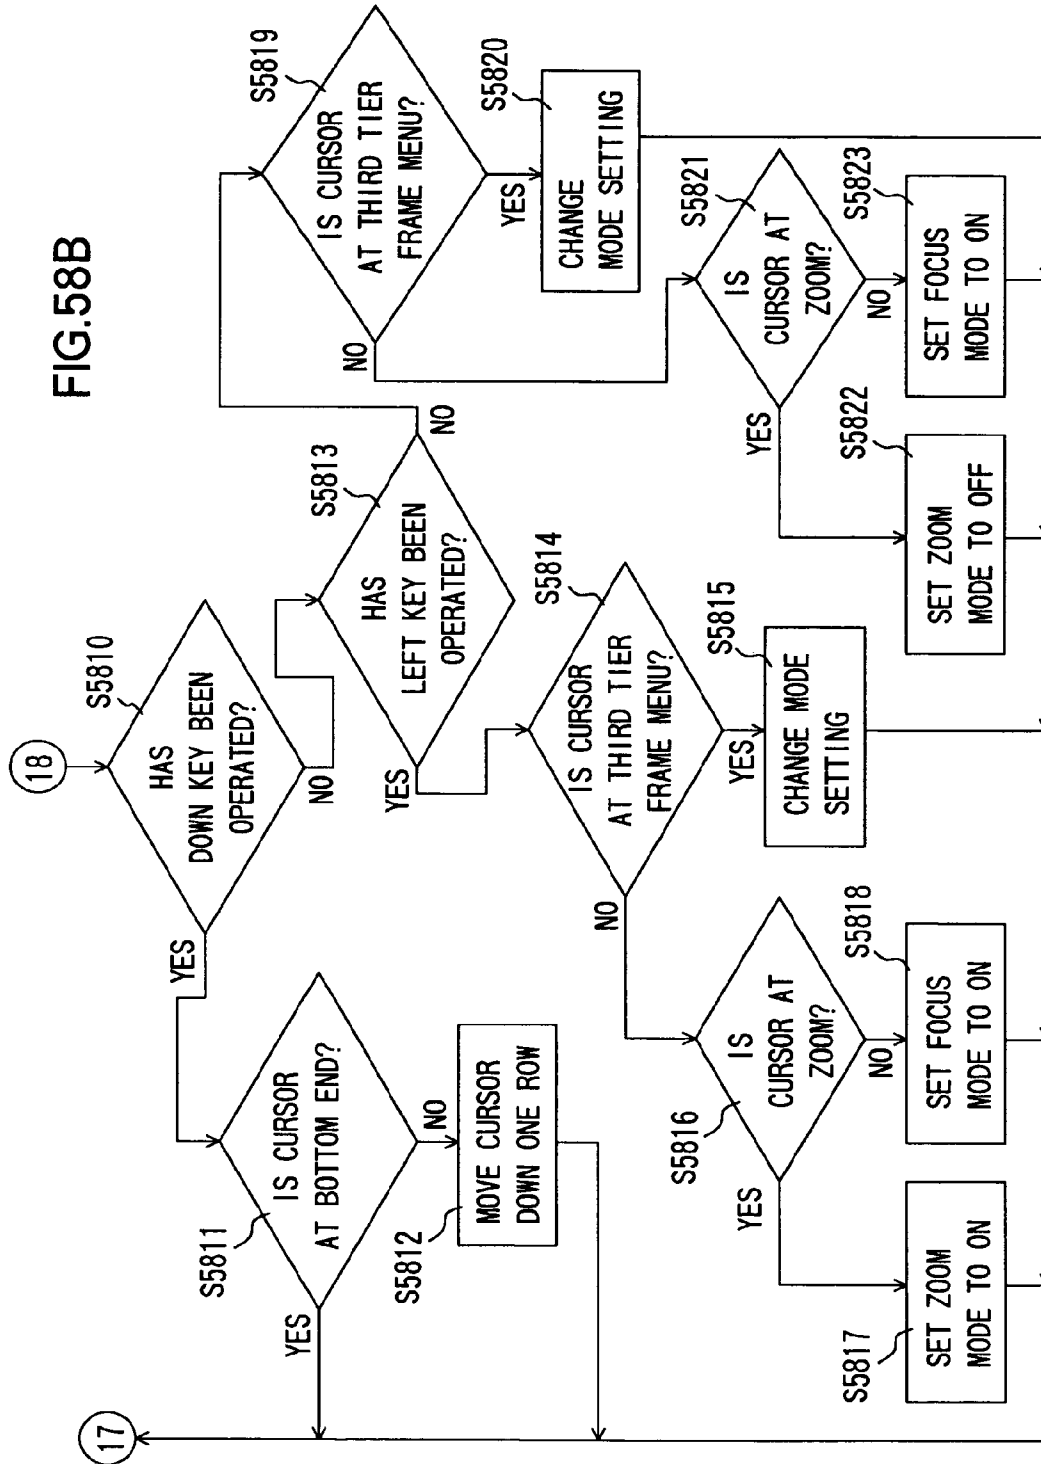 FIG.58B
18
S5810
HAS
DOWN KEY BEEN
OPERATED?
YES
NO
S5811
IS CURSOR
AT BOTTOM END?
YES
NO
S5812
MOVE CURSOR
DOWN ONE ROW
17
S5813
HAS
LEFT KEY BEEN
OPERATED?
YES
NO
S5814
IS CURSOR
AT THIRD TIER
FRAME MENU?
NO
YES
S5815
CHANGE MODE
SETTING
S5816
IS
CURSOR AT
ZOOM?
YES
NO
S5817
SET ZOOM
MODE TO ON
S5818
SET FOCUS
MODE TO ON
S5819
IS CURSOR
AT THIRD TIER
FRAME MENU?
NO
YES
S5820
CHANGE
MODE SETTING
S5821
IS
CURSOR AT
ZOOM?
YES
NO
S5822
SET ZOOM
MODE TO OFF
S5823
SET FOCUS
MODE TO ON